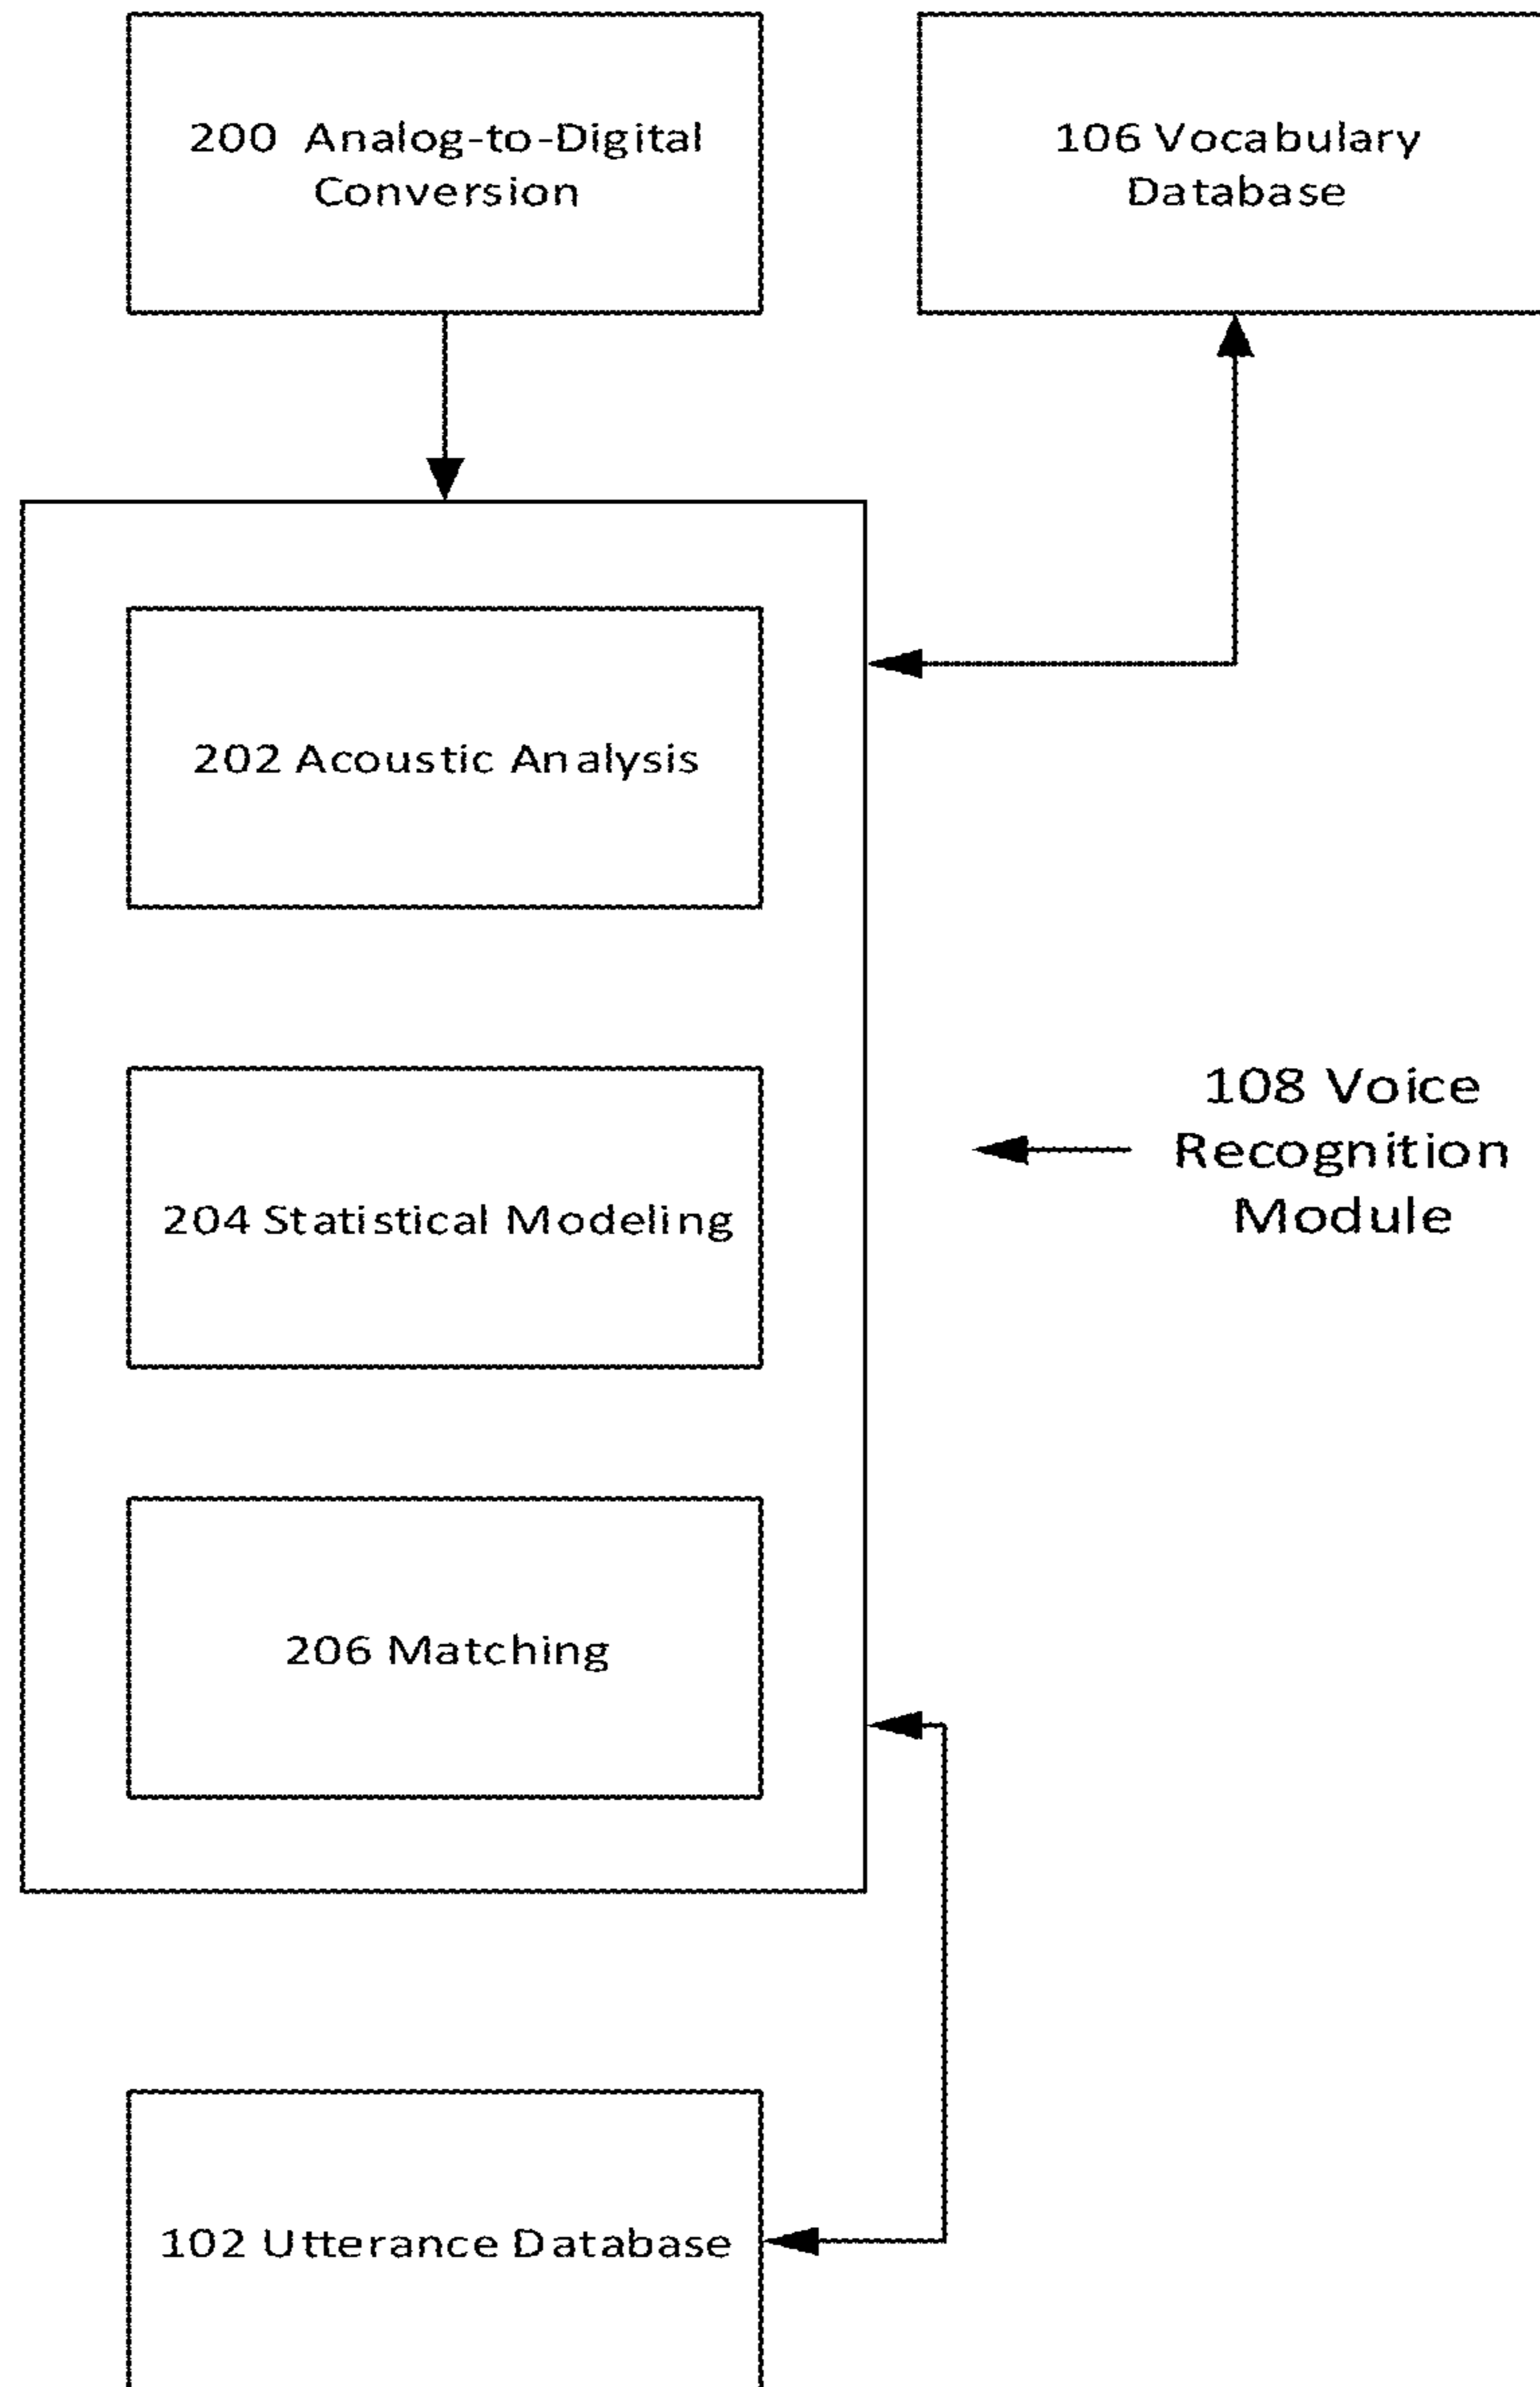 200 Analog-to-Digital
Conversion
106 Vocabulary
Database
202 Acoustic Analysis
108 Voice
Recognition
Module
204 Statistical Modeling
206 Matching
102 Utterance Database